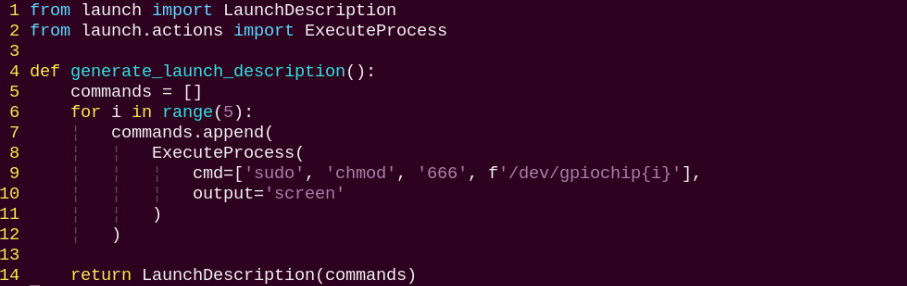 1 from launch import LaunchDescription
2 from launch.actions import ExecuteProcess
3
4 def generate_launch_description():
5     commands = []
6     for i in range(5):
7         commands.append(
8             ExecuteProcess(
9                 cmd=['sudo', 'chmod', '666', f'/dev/gpiochip{i}'],
10                 output='screen'
11             )
12         )
13
14     return LaunchDescription(commands)